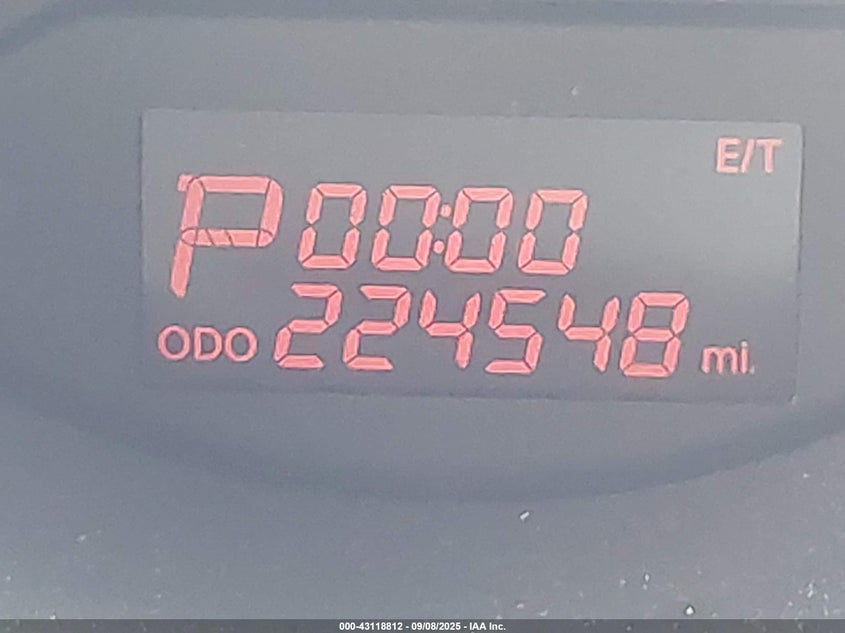 E/T
P 00:00
ODO 224548 mi.
000-43118812 - 09/08/2025 - IAA Inc.